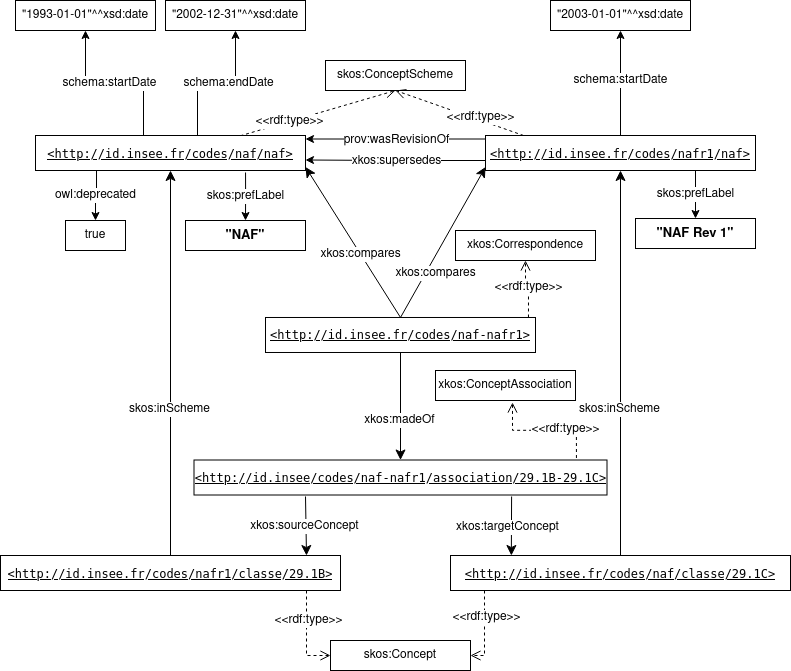 "1993-01-01"^^xsd:date
"2002-12-31"^^xsd:date
"2003-01-01"^^xsd:date
schema:startDate
schema:endDate
skos:ConceptScheme
schema:startDate
<<rdf:type>>
<<rdf:type>>
<http://id.insee.fr/codes/naf/naf>
prov:wasRevisionOf
xkos:supersedes
<http://id.insee.fr/codes/nafr1/naf>
owl:deprecated
skos:prefLabel
skos:prefLabel
true
"NAF"
"NAF Rev 1"
xkos:compares
xkos:compares
xkos:Correspondence
<<rdf:type>>
<http://id.insee.fr/codes/naf-nafr1>
xkos:ConceptAssociation
skos:inScheme
skos:inScheme
xkos:madeOf
<<rdf:type>>
<http://id.insee/codes/naf-nafr1/association/29.1B-29.1C>
xkos:sourceConcept
xkos:targetConcept
<http://id.insee.fr/codes/nafr1/classe/29.1B>
<http://id.insee.fr/codes/naf/classe/29.1C>
<<rdf:type>>
<<rdf:type>>
skos:Concept